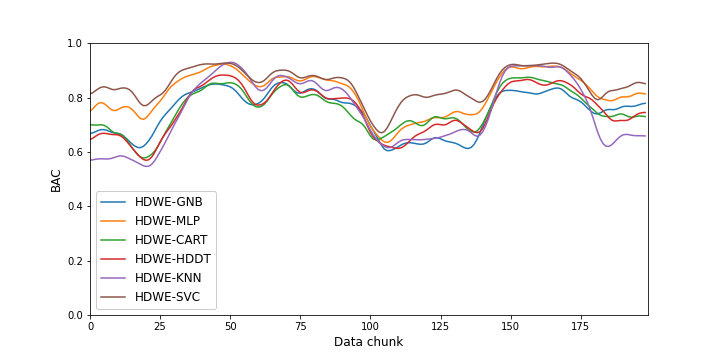 1.0
0.8
0.6
0.4
0.2
0.0
BAC
HDWE-GNB
HDWE-MLP
HDWE-CART
HDWE-HDDT
HDWE-KNN
HDWE-SVC
0 25 50 75 100 125 150 175
Data chunk